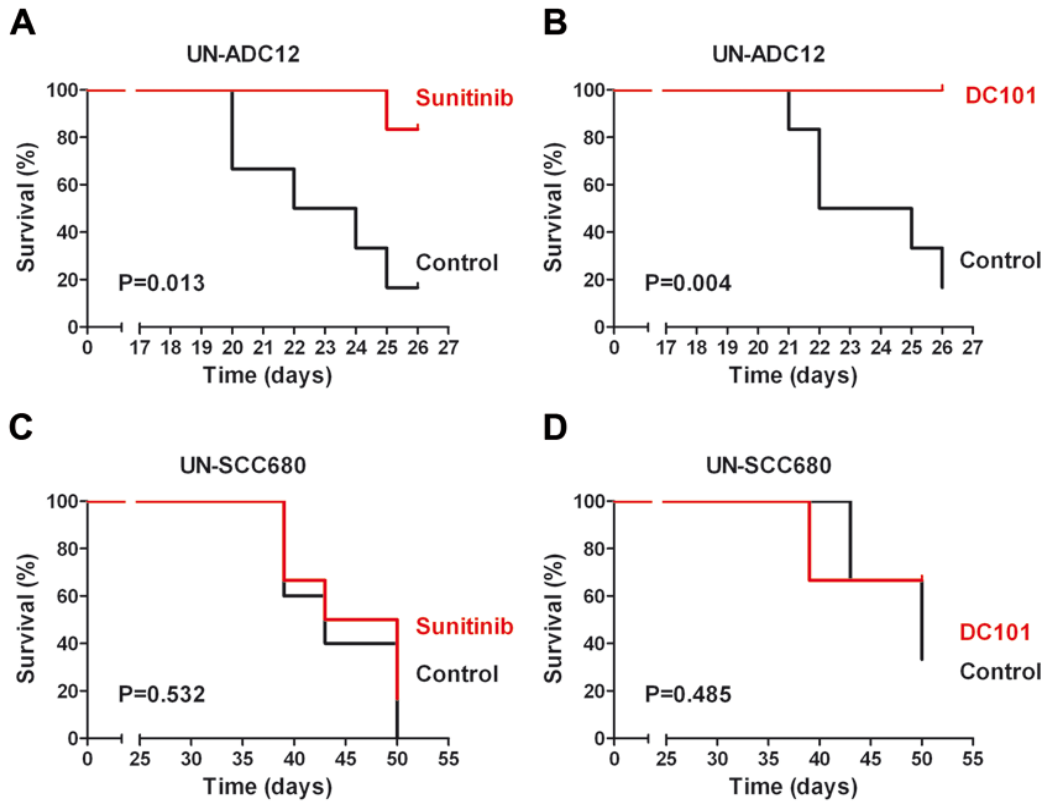 A
UN-ADC12
Survival (%)
100
80
60
40
20
0
Sunitinib
Control
P=0.013
0 17 18 19 20 21 22 23 24 25 26 27
Time (days)
B
UN-ADC12
Survival (%)
100
80
60
40
20
0
DC101
Control
P=0.004
0 17 18 19 20 21 22 23 24 25 26 27
Time (days)
C
UN-SCC680
Survival (%)
100
80
60
40
20
0
Sunitinib
Control
P=0.532
0 25 30 35 40 45 50 55
Time (days)
D
UN-SCC680
Survival (%)
100
80
60
40
20
0
DC101
Control
P=0.485
0 25 30 35 40 45 50 55
Time (days)